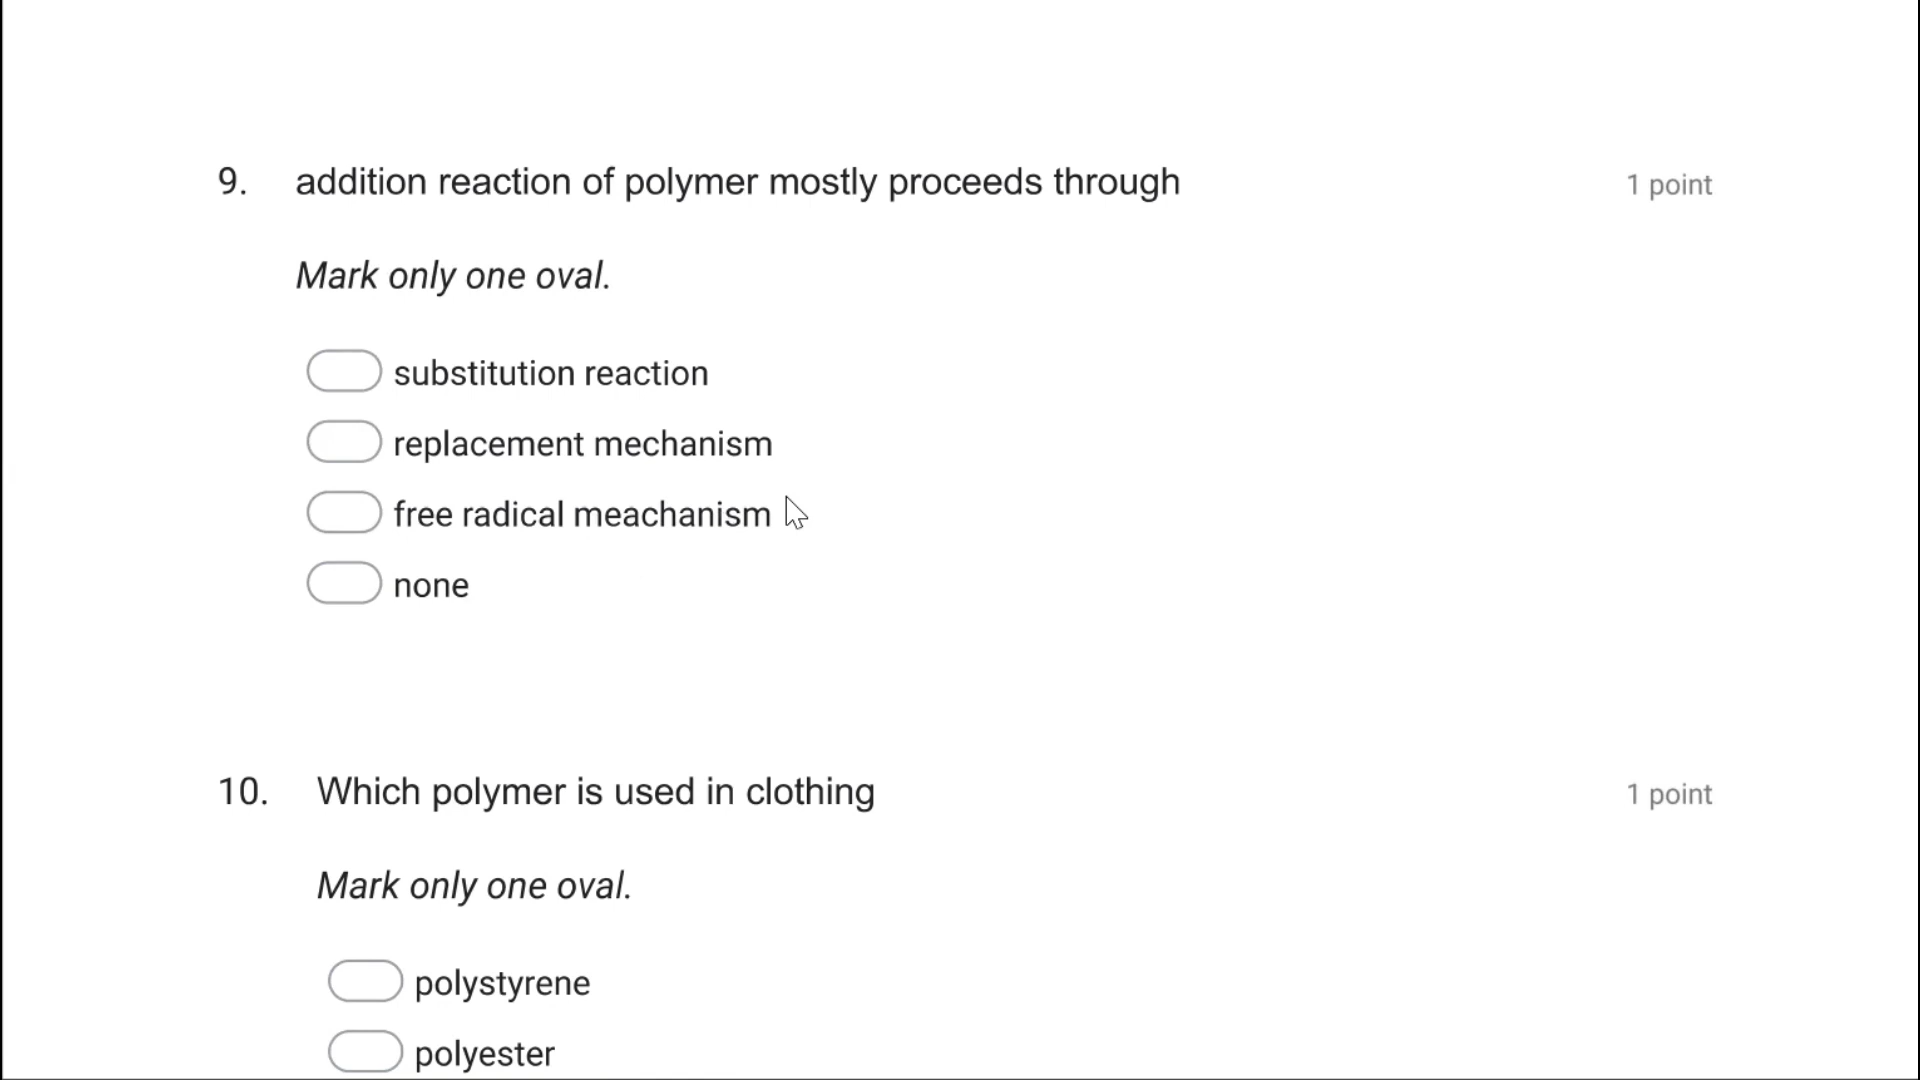 9. addition reaction of polymer mostly proceeds through 1 point
Mark only one oval.
substitution reaction
replacement mechanism
free radical meachanism
none
10. Which polymer is used in clothing 1 point
Mark only one oval.
polystyrene
polyester